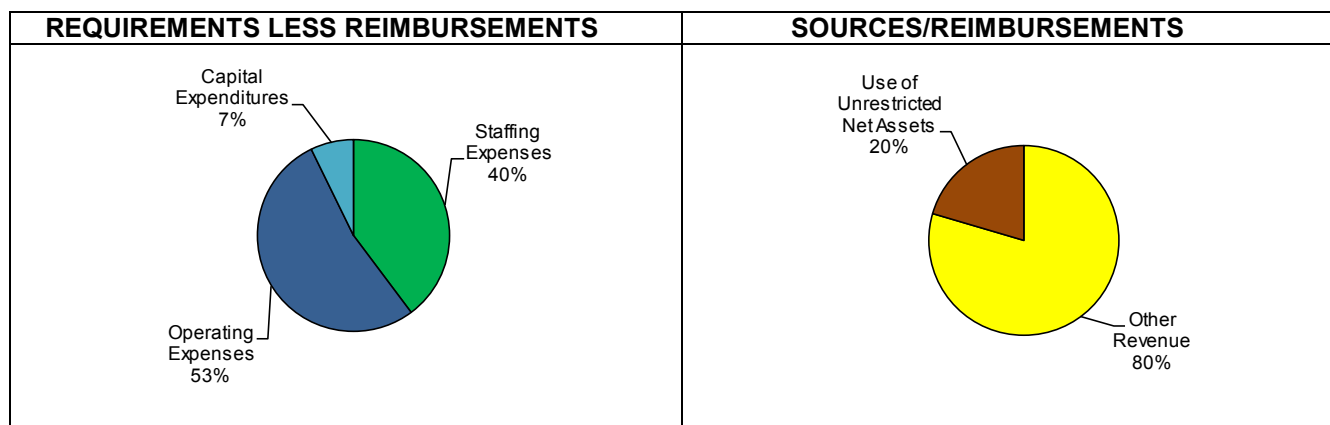 REQUIREMENTS LESS REIMBURSEMENTS
Capital
Expenditures
7%
Staffing
Expenses
40%
Operating
Expenses
53%
SOURCES/REIMBURSEMENTS
Use of
Unrestricted
Net Assets
20%
Other
Revenue
80%